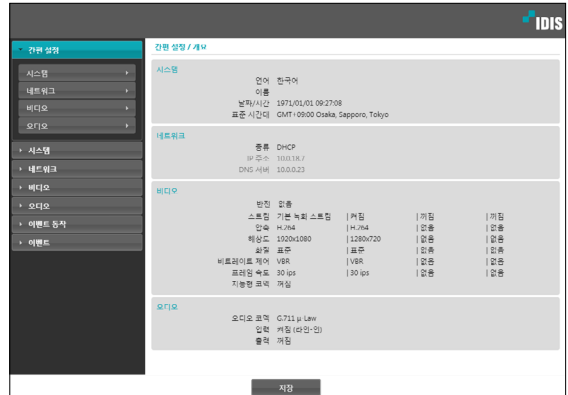 IDIS
간편 설정
시스템
네트워크
비디오
오디오
시스템
네트워크
비디오
오디오
이벤트 동작
이벤트
간편 설정 / 개요
시스템
언어 한국어
이름
날짜/시간 1971/01/01 09:27:08
표준 시간대 GMT+09:00 Osaka, Sapporo, Tokyo
네트워크
종류 DHCP
IP 주소 10.0.18.7
DNS 서버 10.0.0.23
비디오
반전 없음
스트림 기본 녹화 스트림 | 켜짐 | 꺼짐 | 꺼짐
압축 H.264 | H.264 | 없음 | 없음
해상도 1920x1080 | 1280x720 | 없음 | 없음
화질 표준 | 표준 | 없음 | 없음
비트레이트 제어 VBR | VBR | 없음 | 없음
프레임 속도 30 ips | 30 ips | 없음 | 없음
지능형 코덱 꺼짐
오디오
오디오 코덱 G.711 μ-Law
입력 켜짐 (라인-인)
출력 꺼짐
저장